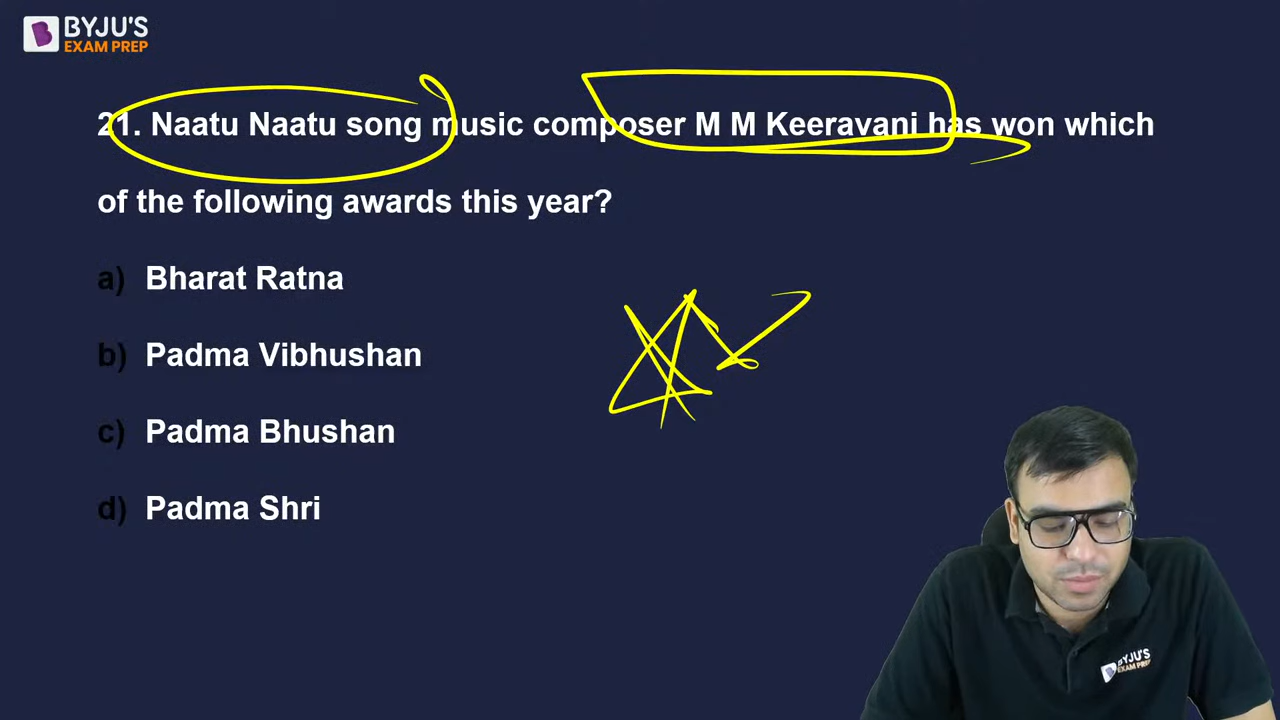 BYJU'S
EXAM PREP
21. Naatu Naatu song music composer M M Keeravani has won which
of the following awards this year?
a) Bharat Ratna
b) Padma Vibhushan
c) Padma Bhushan
d) Padma Shri
BYJU'S
EXAM PREP